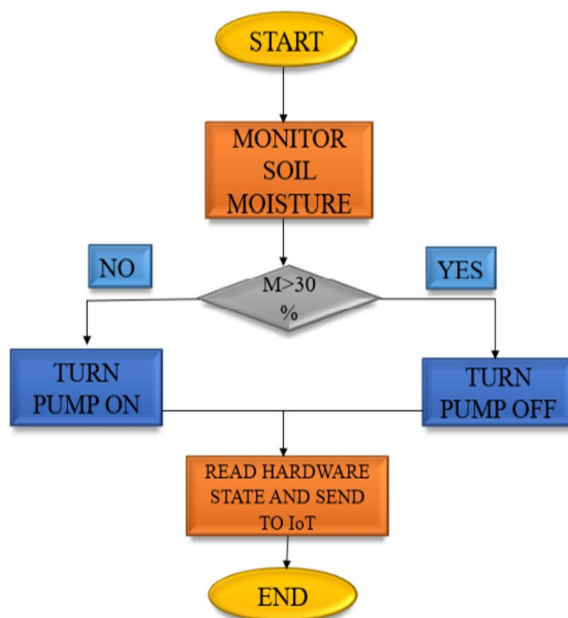 START
MONITOR
SOIL
MOISTURE
NO
YES
M>30
%
TURN
PUMP ON
TURN
PUMP OFF
READ HARDWARE
STATE AND SEND
TO IoT
END